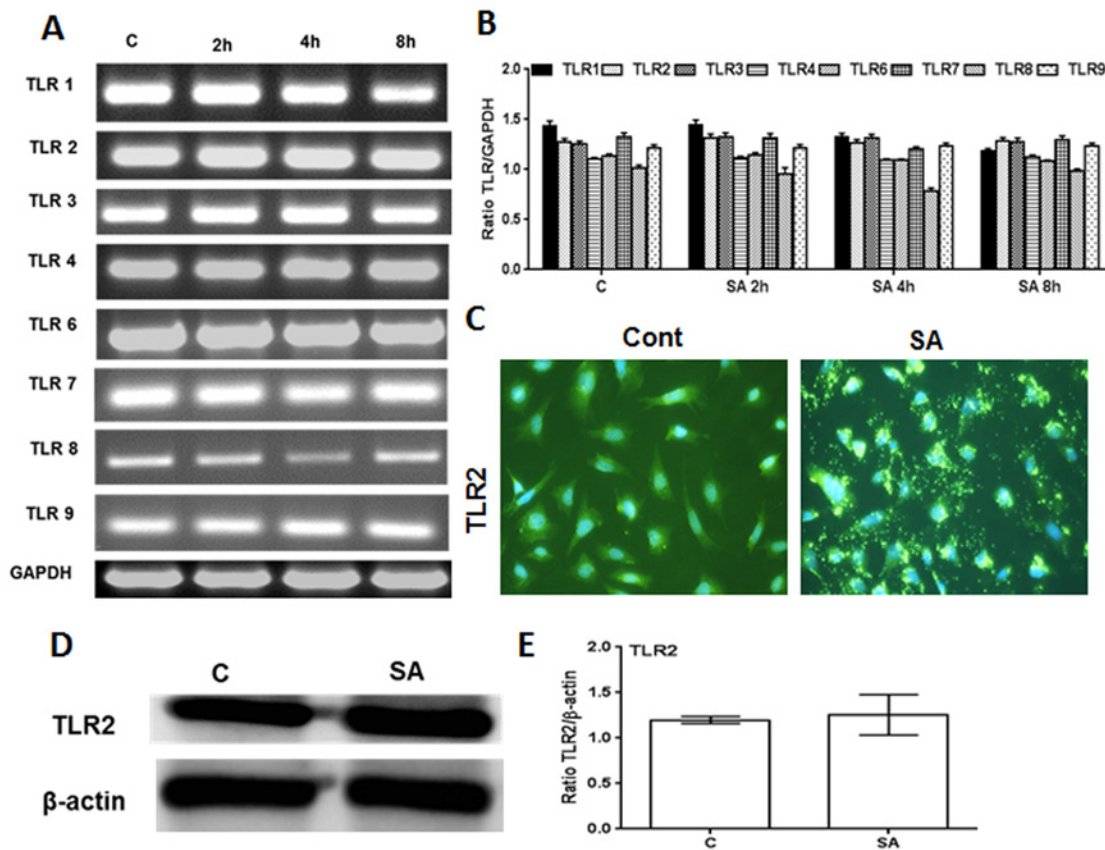 A
C 2h 4h 8h
TLR 1
TLR 2
TLR 3
TLR 4
TLR 6
TLR 7
TLR 8
TLR 9
GAPDH
B
TLR1 TLR2 TLR3 TLR4 TLR6 TLR7 TLR8 TLR9
Ratio TLR/GAPDH
2.0
1.5
1.0
0.5
0.0
C SA 2h SA 4h SA 8h
C
Cont SA
TLR2
D
C SA
TLR2
β-actin
E
TLR2
Ratio TLR2/β-actin
2.0
1.5
1.0
0.5
0.0
C SA